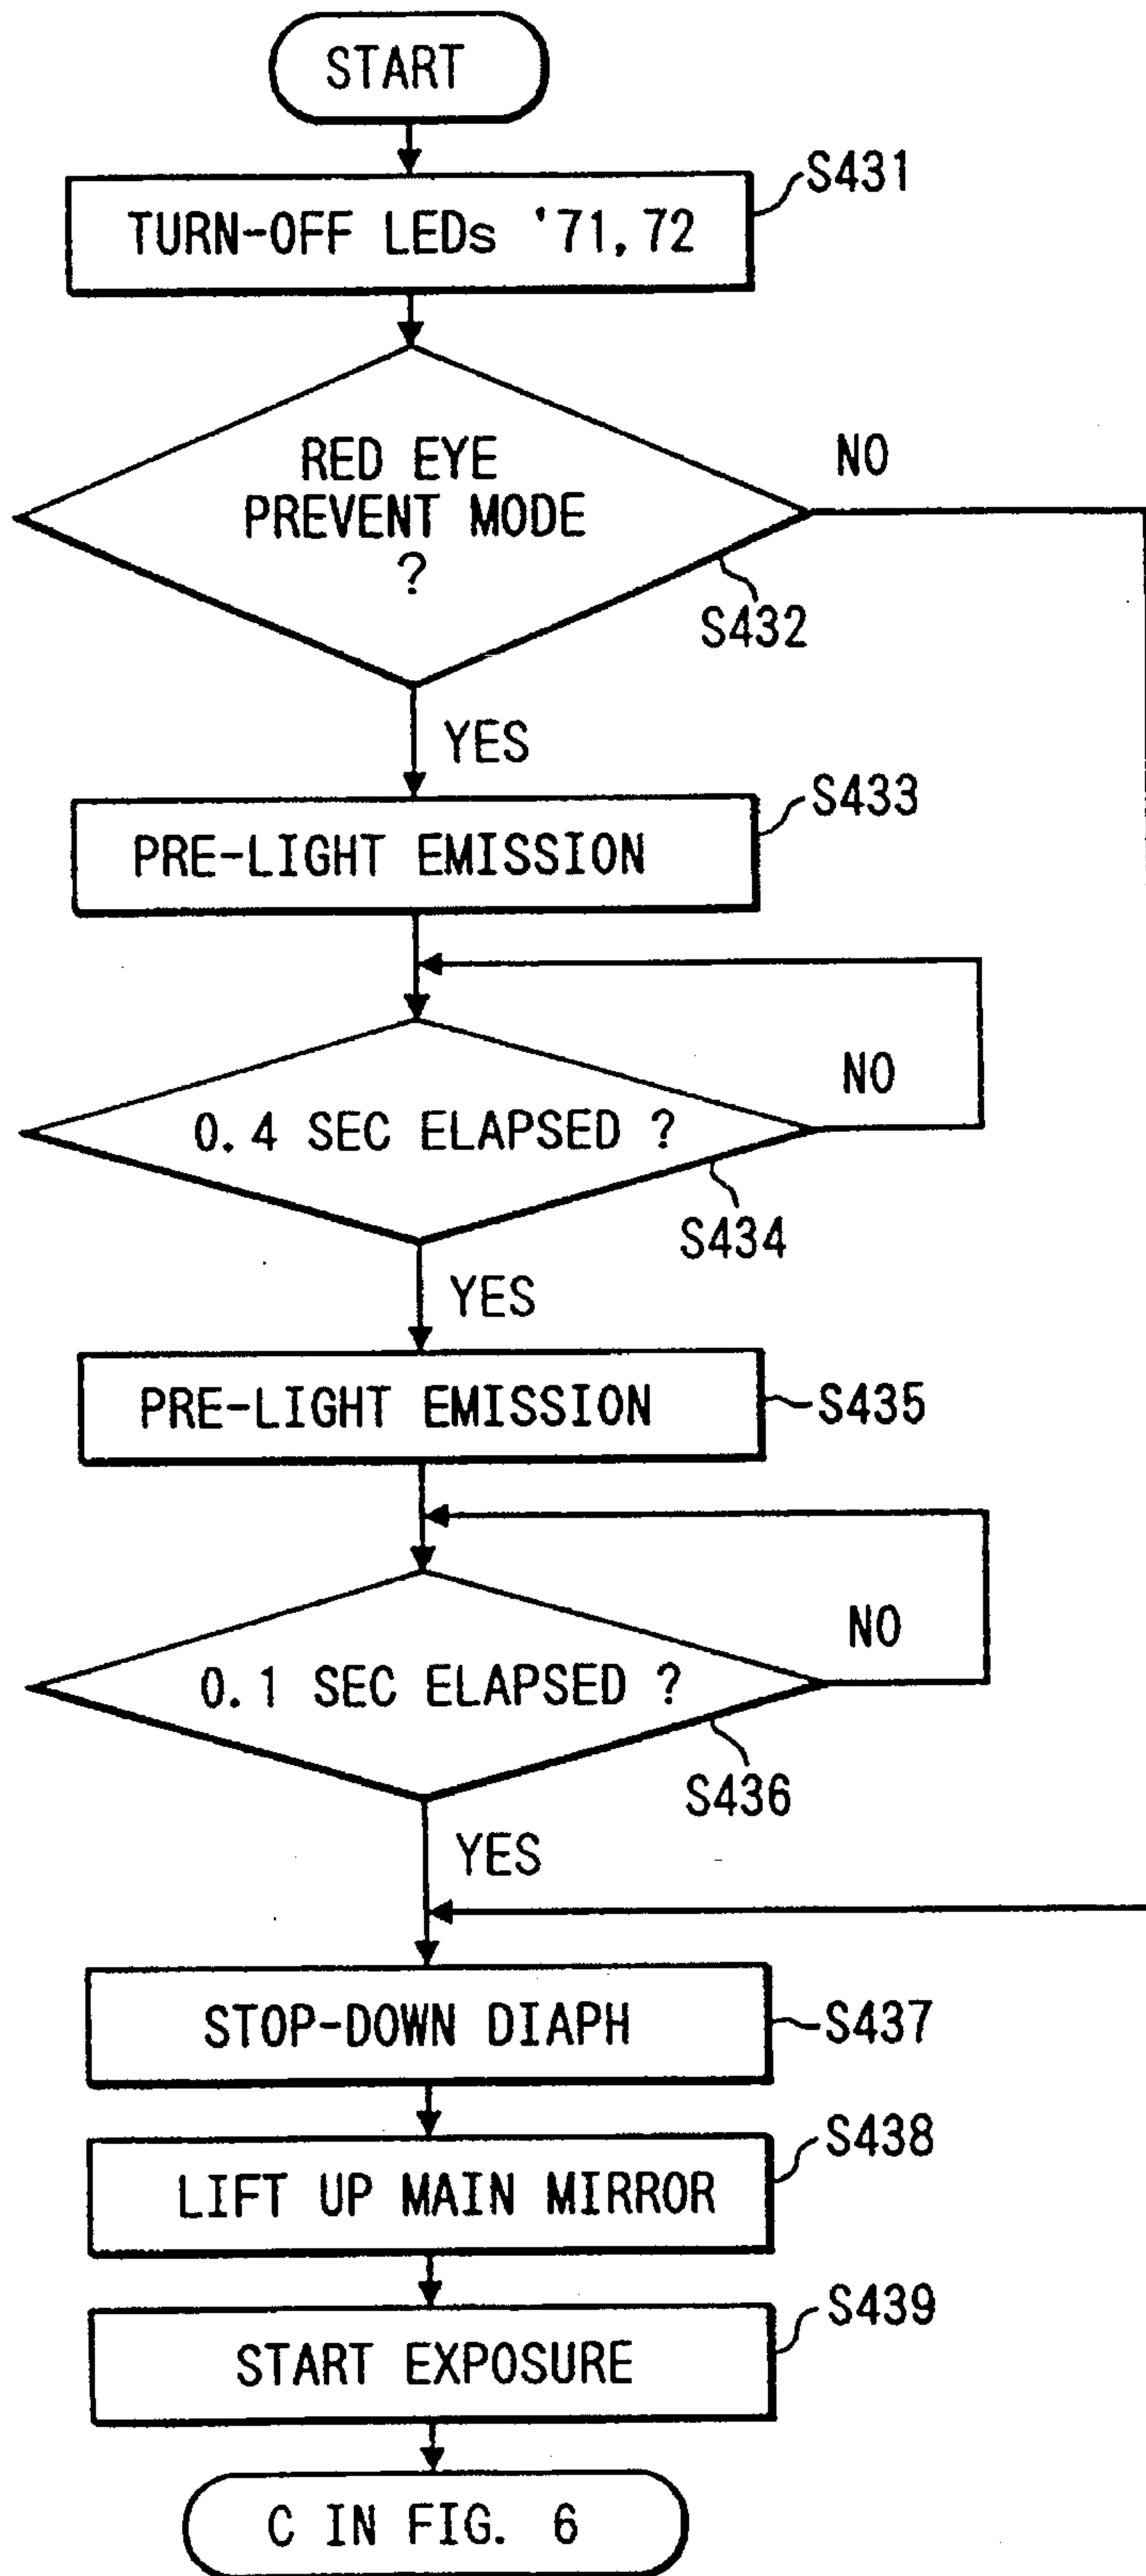 START
S431
TURN-OFF LEDs '71, 72
RED EYE
PREVENT MODE
?
NO
S432
YES
S433
PRE-LIGHT EMISSION
NO
0.4 SEC ELAPSED ?
S434
YES
PRE-LIGHT EMISSION
S435
NO
0.1 SEC ELAPSED ?
S436
YES
STOP-DOWN DIAPH
S437
S438
LIFT UP MAIN MIRROR
S439
START EXPOSURE
C IN FIG. 6